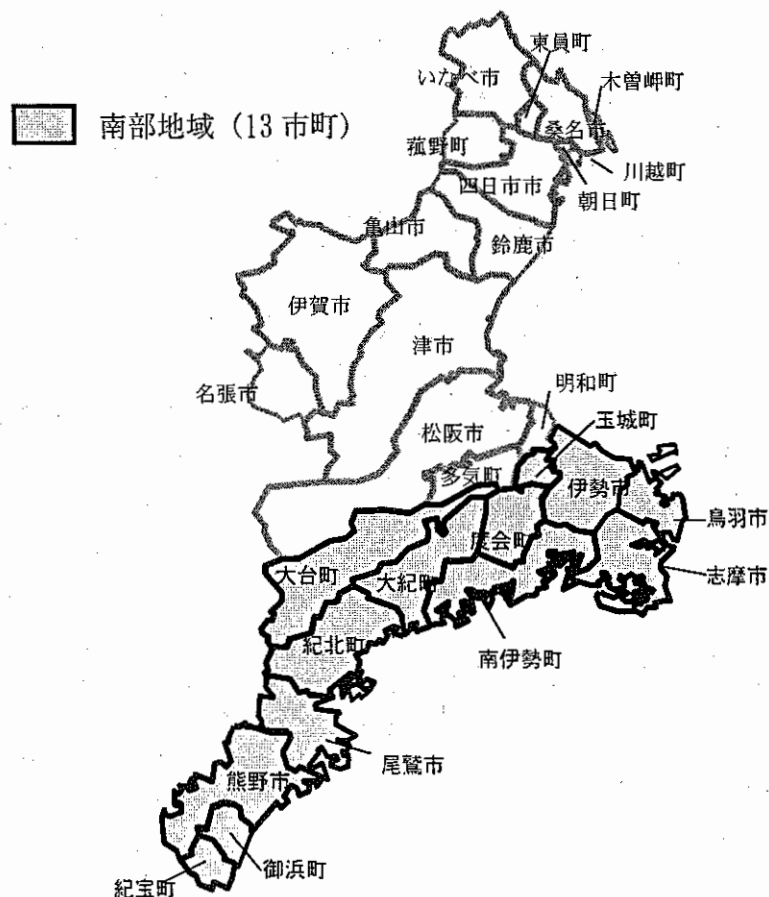 東員町
いなべ市
木曽岬町
南部地域（13市町）
桑名市
菰野町
川越町
四日市市
朝日町
亀山市
鈴鹿市
伊賀市
津市
名張市
明和町
松阪市
玉城町
多気町
伊勢市
鳥羽市
度会町
大台町
大紀町
志摩市
紀北町
南伊勢町
尾鷲市
熊野市
御浜町
紀宝町